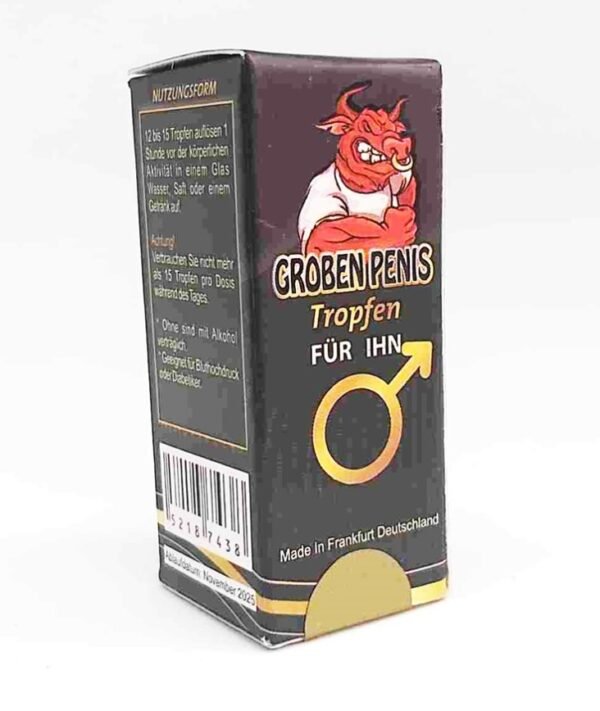 NUTZUNGSFORM
12 bis 15 Tropfen auflösen 1
Stunde vor der körperlichen
Aktivität in einem Glas
Wasser, Saft oder einem
Getränk auf.
Achtung!
Verbrauchen Sie nicht mehr
als 15 Tropfen pro Dosis
während des Tages.
* Ohne sind mit Alkohol
verträglich
* Geeignet für Bluthochdruck
oder Diabetiker.
5218 7438
Ablaufdatum: November 2025
GROBEN PENIS
Tropfen
FÜR IHN
Made in Frankfurt Deutschland